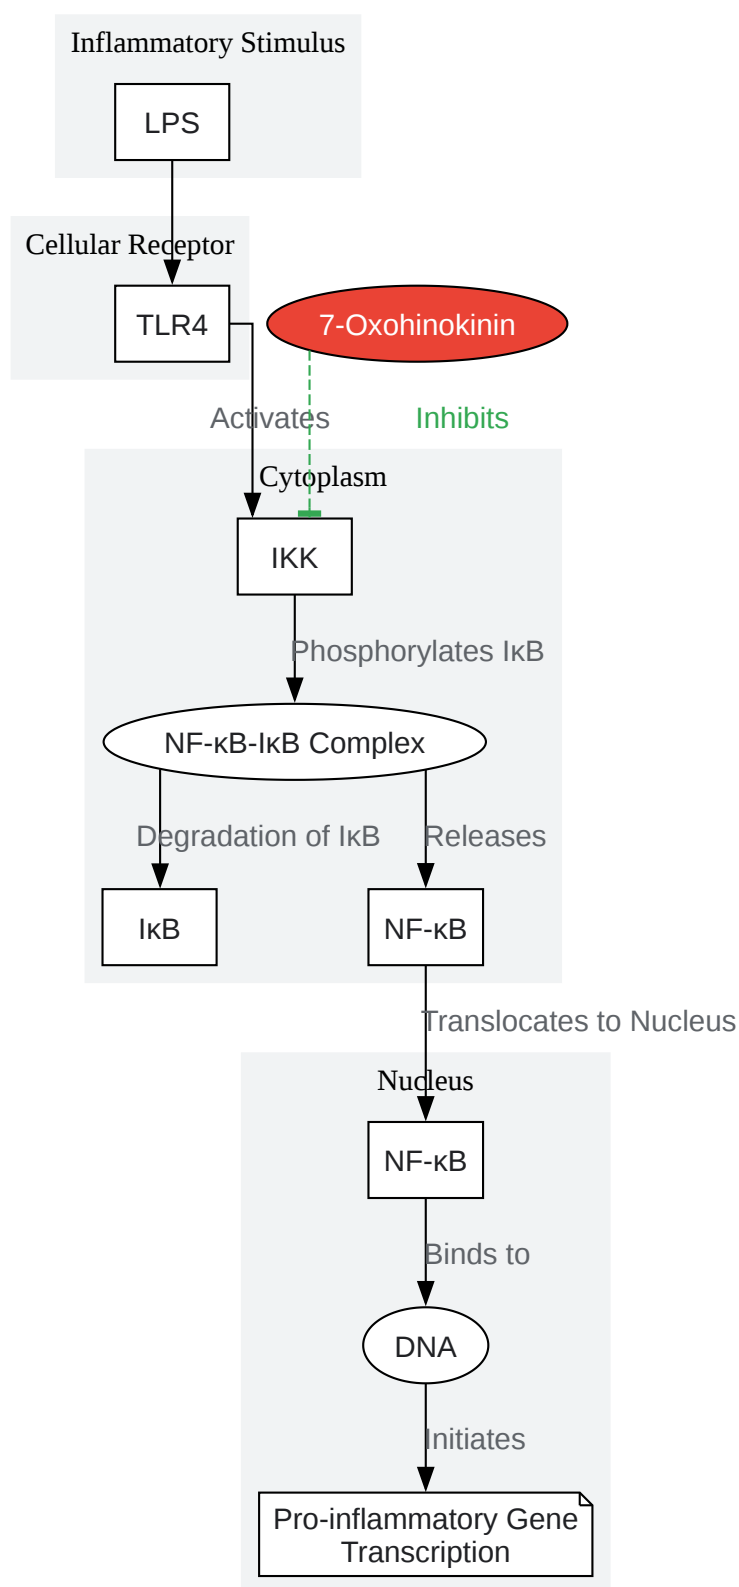 Inflammatory Stimulus
LPS
Cellular Receptor
TLR4
7-Oxohinokinin
Activates
Inhibits
Cytoplasm
IKK
Phosphorylates IκB
NF-κB-IκB Complex
Degradation of IκB
Releases
IκB
NF-κB
Translocates to Nucleus
Nucleus
NF-κB
Binds to
DNA
Initiates
Pro-inflammatory Gene
Transcription